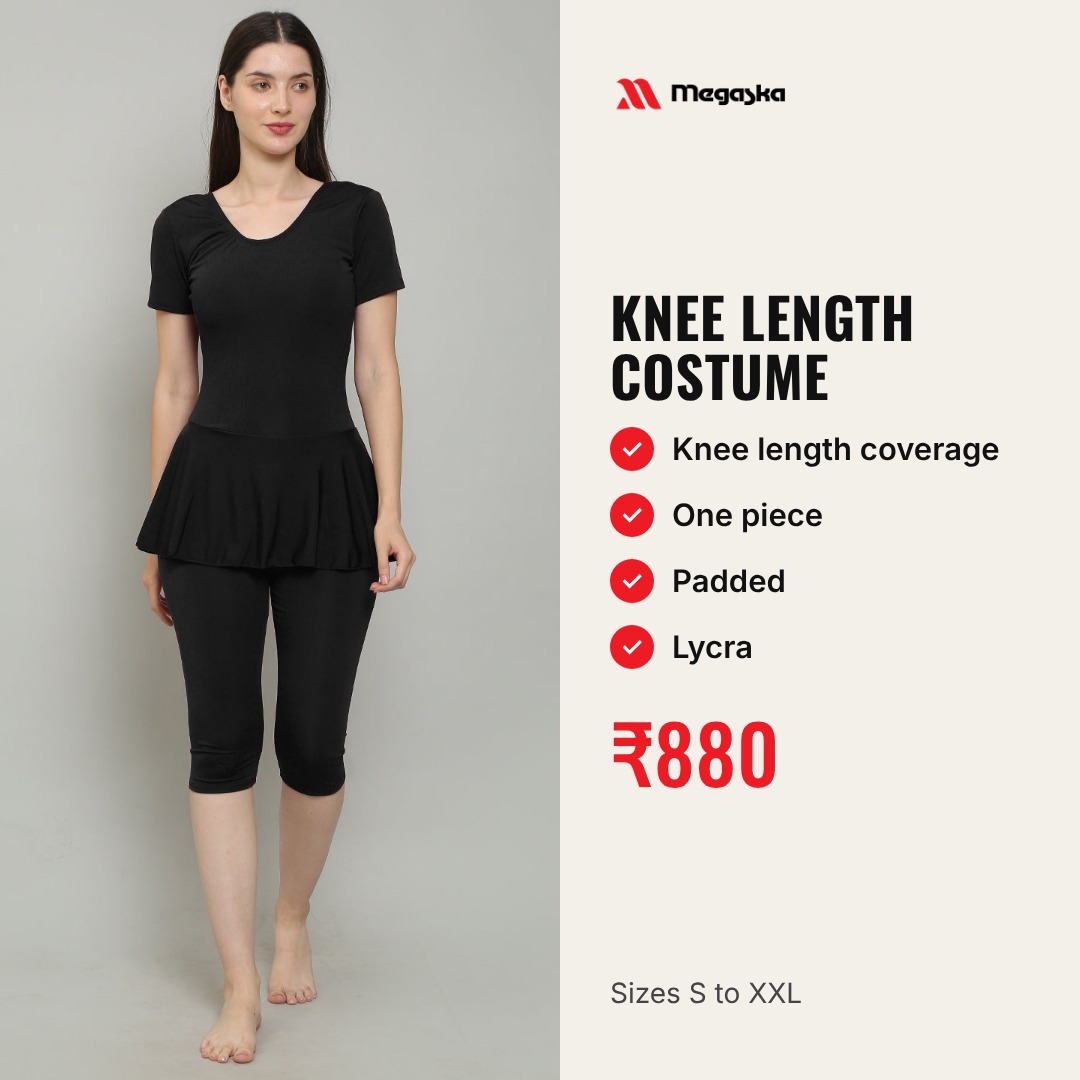 Megaska
KNEE LENGTH
COSTUME
Knee length coverage
One piece
Padded
Lycra
₹880
Sizes S to XXL